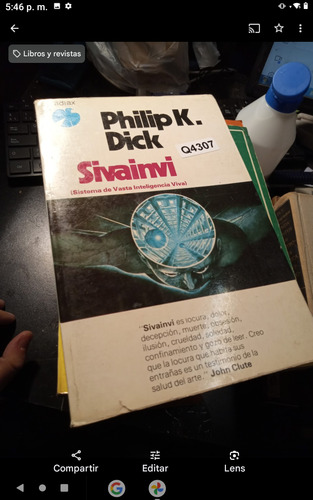 5:46 p. m.
Libros y revistas
adiax
Philip K.
Dick
Q4307
Sivainvi
(Sistema de Vasta Inteligencia Viva)
"Sivainvi es locura, dolor,
decepción, muerte, obsesión,
ilusión, crueldad, soledad,
confinamiento y gozo de leer. Creo
que la locura que habita sus
entrañas es un testimonio de la
salud del arte." John Clute
Compartir
Editar
Lens